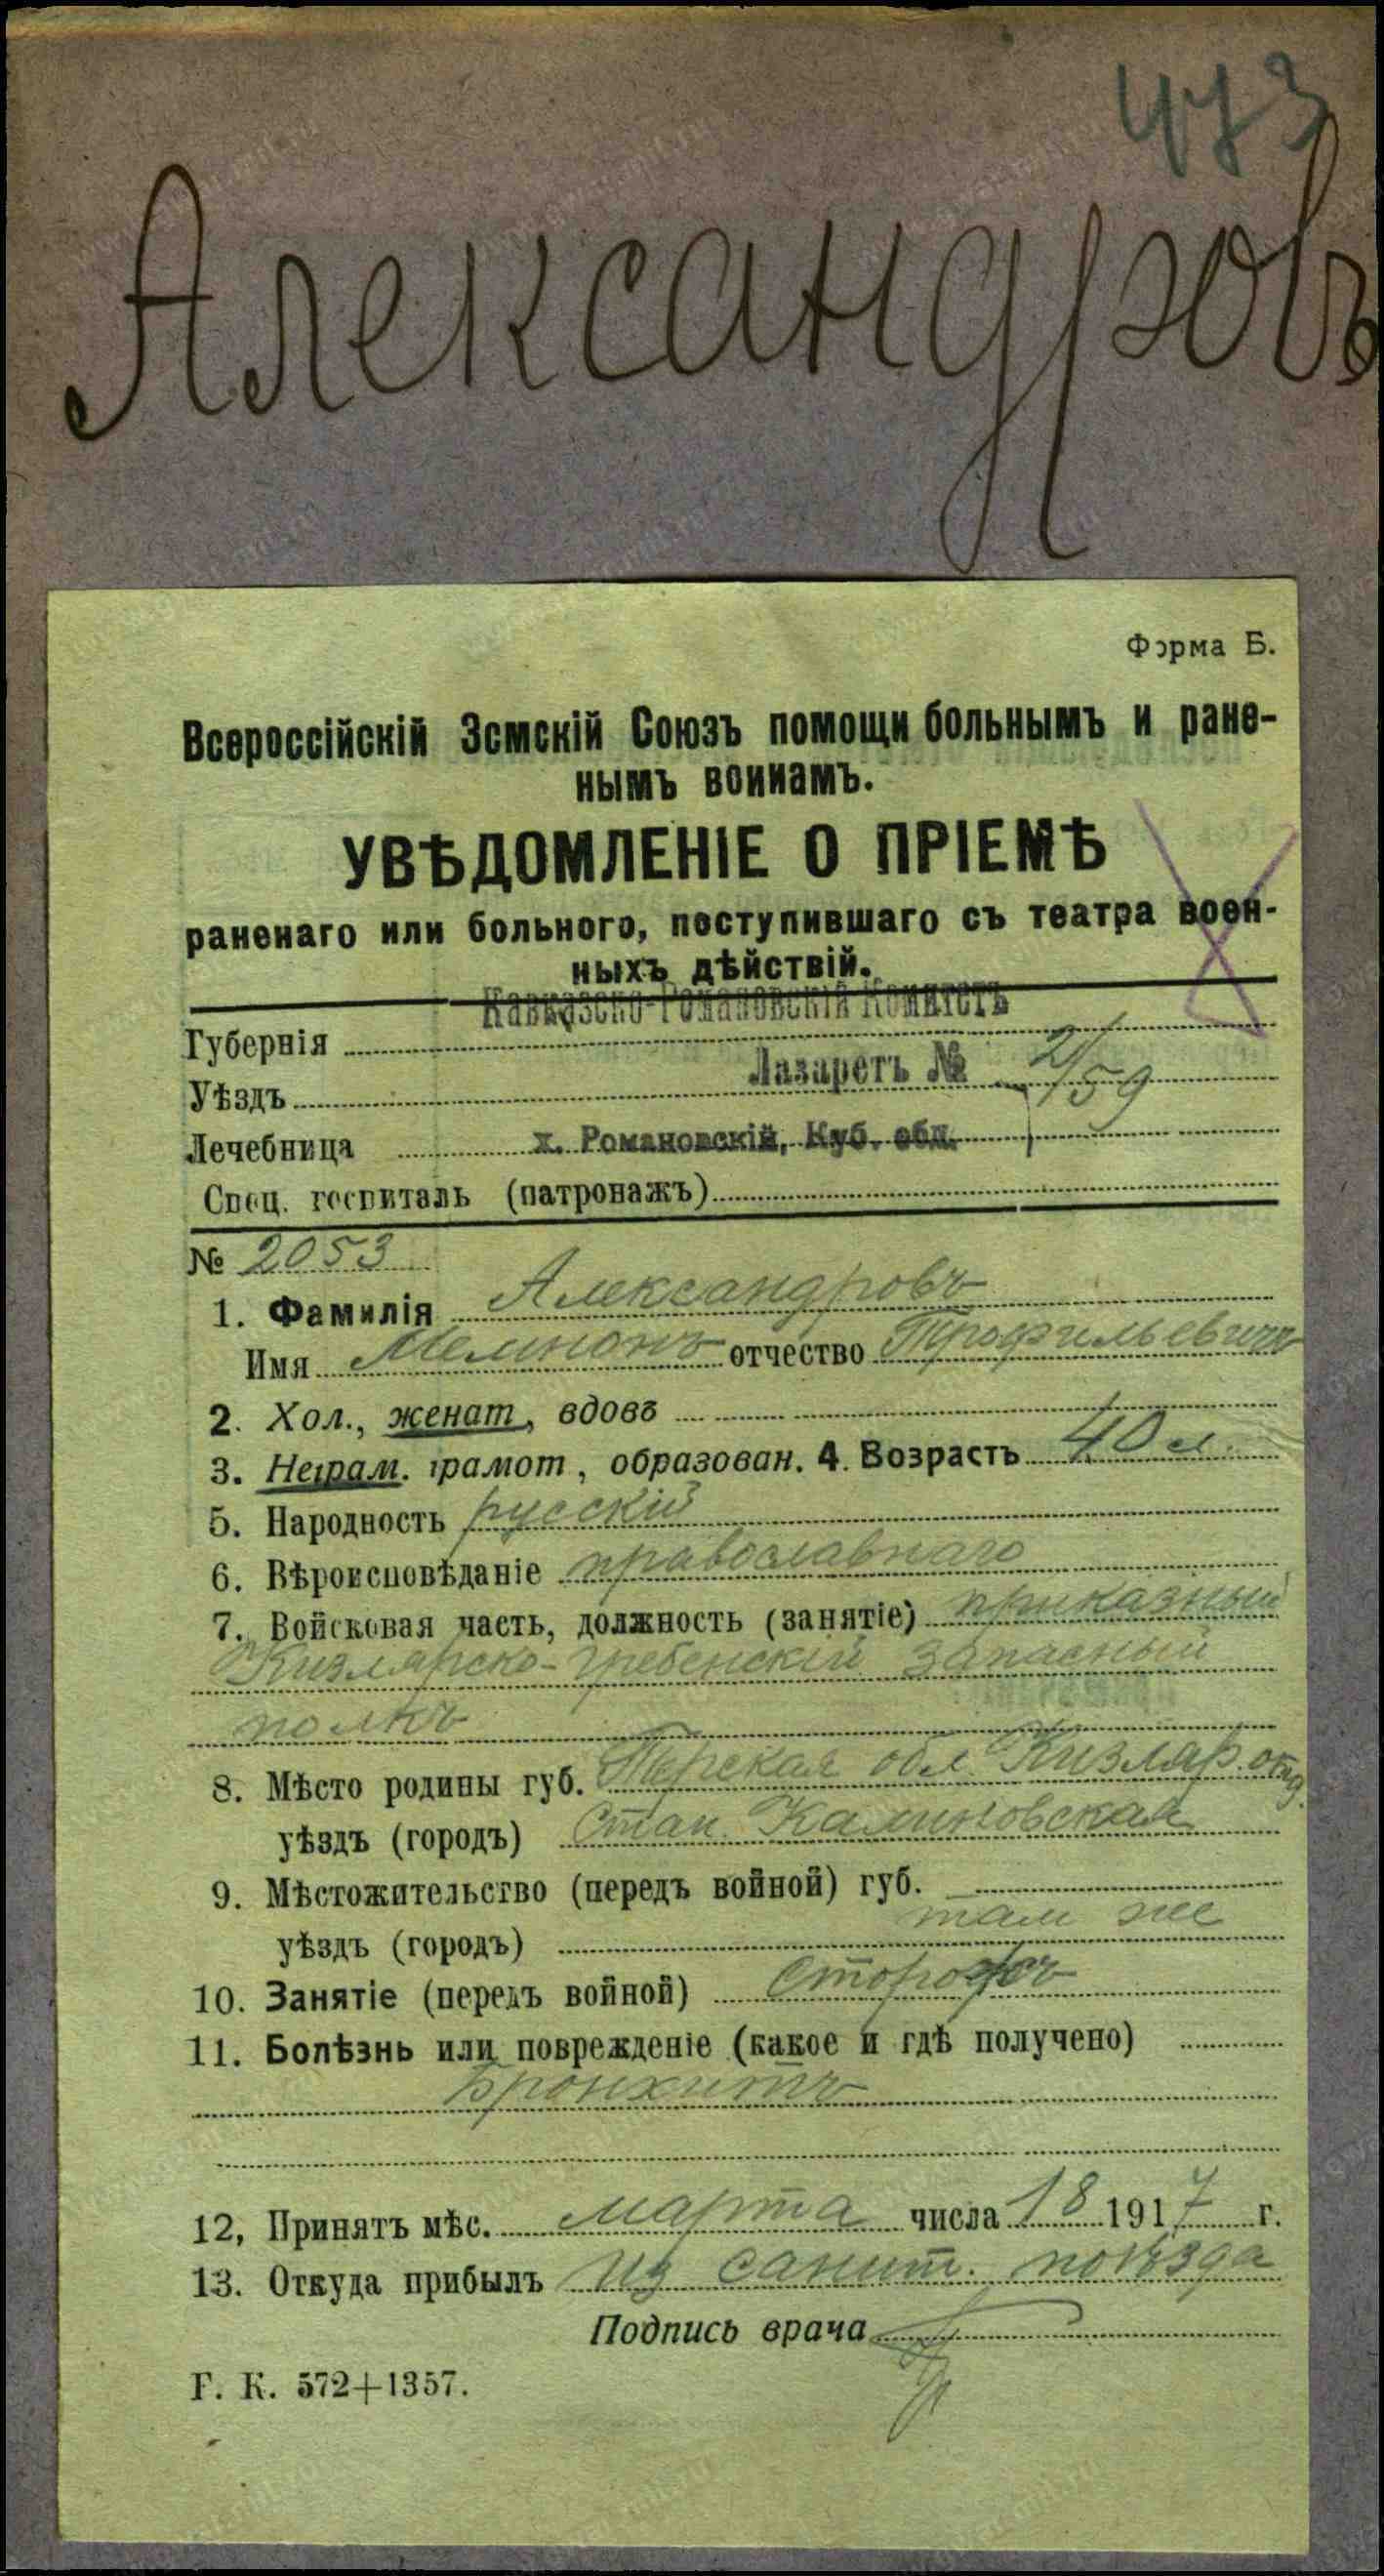 473
Александровъ
Форма Б.
Всероссійскій Земскій Союзъ помощи больнымъ и ране-
нымъ воинамъ.
УВѢДОМЛЕНІЕ О ПРІЕМѢ
раненаго или больного, поступившаго съ театра воен-
ныхъ дѣйствій.
Кавказско-Романовскій Комитетъ
Губернія
Лазаретъ № 2/59
Уѣздъ
Лечебница х. Романовскій, Куб. обл.
Спец. госпиталь (патронажъ)
№ 2053
1. Фамилія Александровъ
Имя Мемнонъ отчество Трофильевичъ
2. Хол., женат, вдовъ
3. Неграм. грамот, образован. 4. Возрастъ 40 л.
5. Народность русскій
6. Вѣроисповѣданіе православнаго
7. Войсковая часть, должность (занятіе) приказный
Кизлярско-Гребенскій запасный
полкъ
8. Мѣсто родины губ. Терская обл. Кизляр. отд.
уѣздъ (городъ) Стан. Калиновская
9. Мѣстожительство (передъ войной) губ.
там же
уѣздъ (городъ)
10. Занятіе (передъ войной) сторожъ
11. Болѣзнь или поврежденіе (какое и гдѣ получено)
Бронхитъ
12, Принятъ мѣс. марта числа 18 1917 г.
13. Откуда прибылъ из санит. поѣзда
Подпись врача
Г. К. 572+1357.